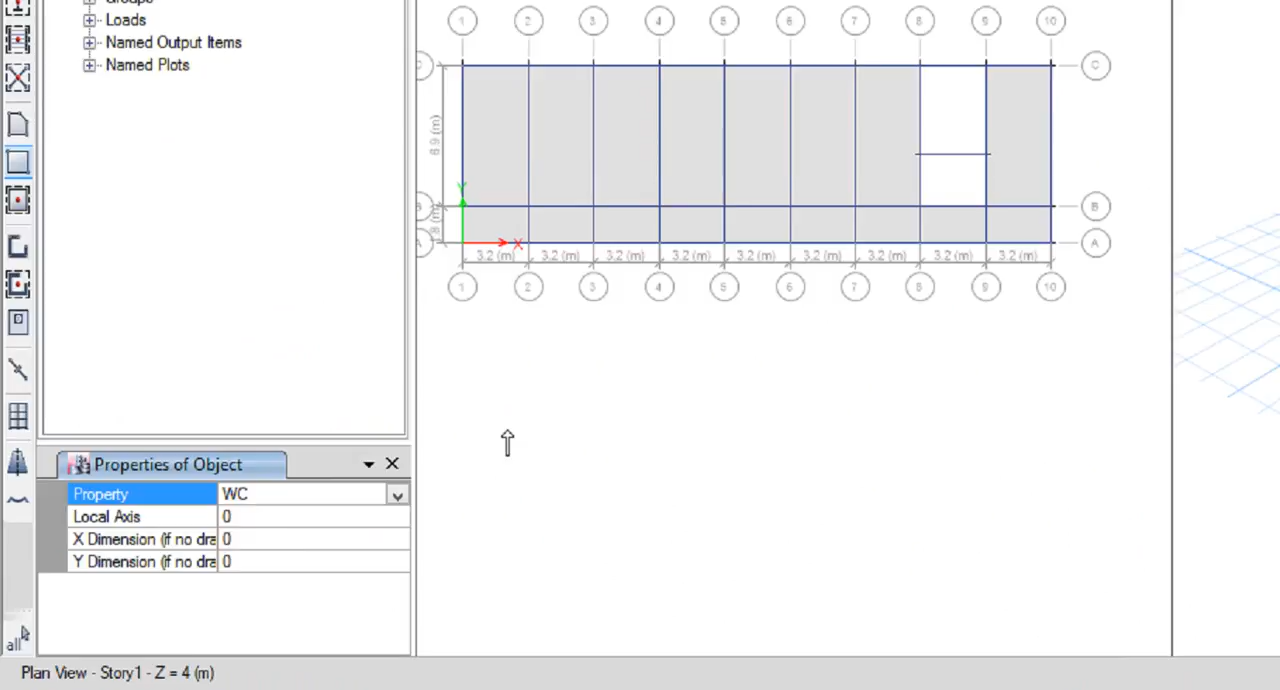 Loads
Named Output Items
Named Plots
1 2 3 4 5 6 7 8 9 10
C
6.9 (m)
Y
B
A
X
3.2 (m) 3.2 (m) 3.2 (m) 3.2 (m) 3.2 (m) 3.2 (m) 3.2 (m) 3.2 (m) 3.2 (m)
1 2 3 4 5 6 7 8 9 10
Properties of Object
Property WC
Local Axis 0
X Dimension (if no dra 0
Y Dimension (if no dra 0
all
Plan View - Story1 - Z = 4 (m)